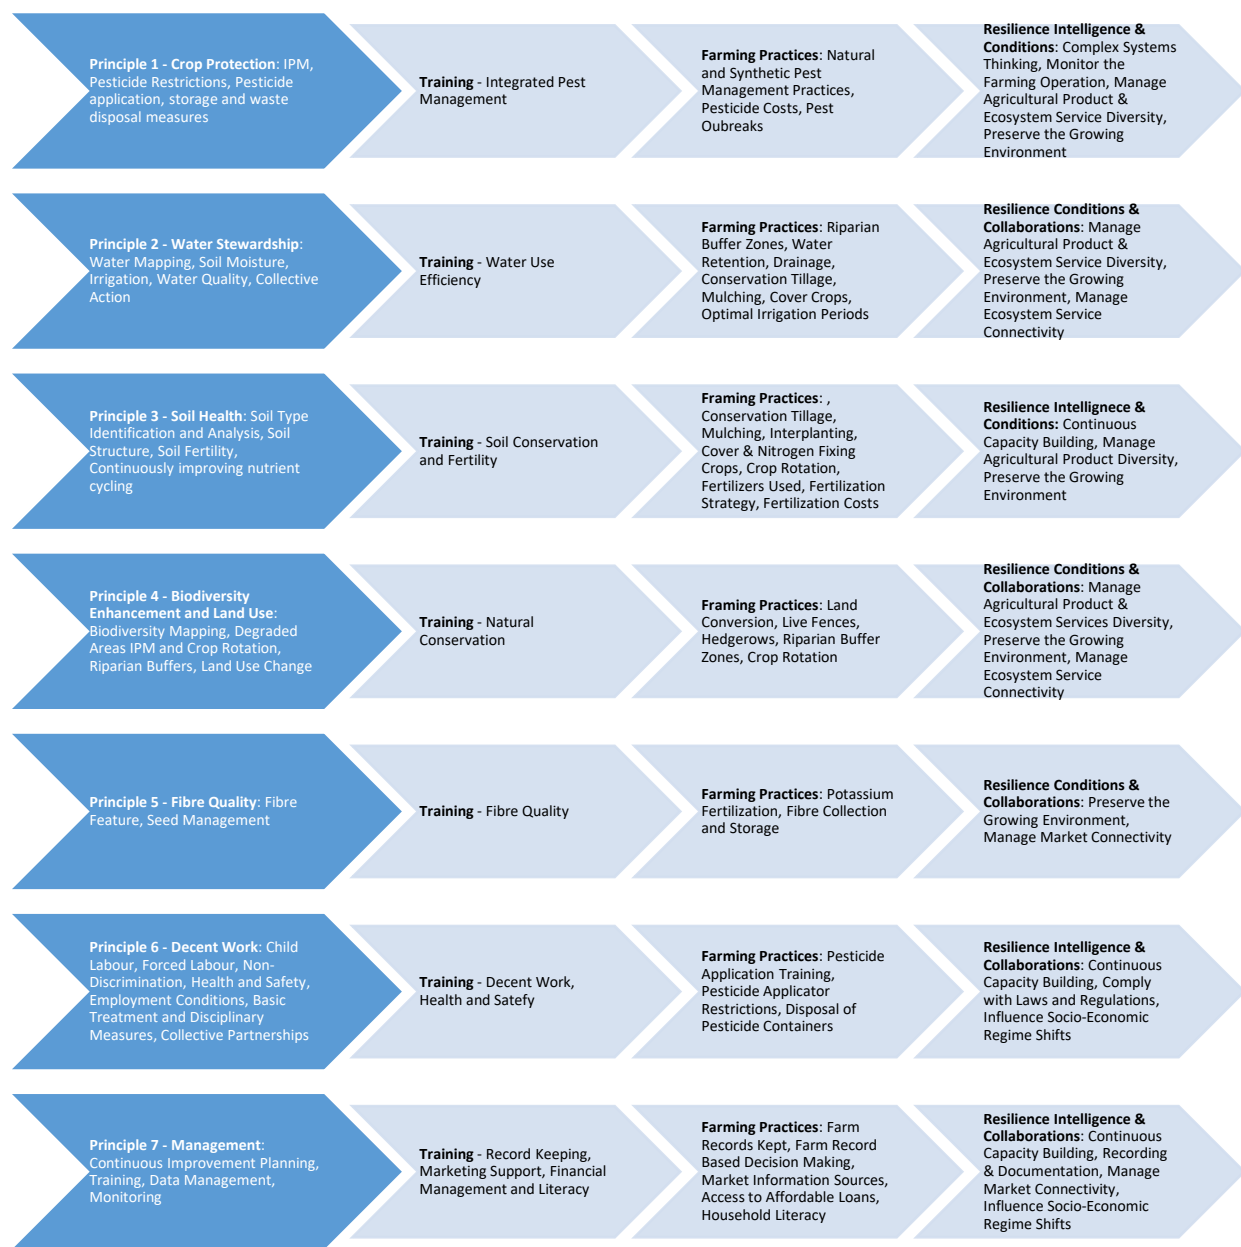 Principle 1 - Crop Protection: IPM,
Pesticide Restrictions, Pesticide
application, storage and waste
disposal measures
Training - Integrated Pest
Management
Farming Practices: Natural
and Synthetic Pest
Management Practices,
Pesticide Costs, Pest
Oubreaks
Resilience Intelligence &
Conditions: Complex Systems
Thinking, Monitor the
Farming Operation, Manage
Agricultural Product &
Ecosystem Service Diversity,
Preserve the Growing
Environment
Principle 2 - Water Stewardship:
Water Mapping, Soil Moisture,
Irrigation, Water Quality, Collective
Action
Training - Water Use
Efficiency
Farming Practices: Riparian
Buffer Zones, Water
Retention, Drainage,
Conservation Tillage,
Mulching, Cover Crops,
Optimal Irrigation Periods
Resilience Conditions &
Collaborations: Manage
Agricultural Product &
Ecosystem Service Diversity,
Preserve the Growing
Environment, Manage
Ecosystem Service
Connectivity
Principle 3 - Soil Health: Soil Type
Identification and Analysis, Soil
Structure, Soil Fertility,
Continuously improving nutrient
cycling
Training - Soil Conservation
and Fertility
Framing Practices: ,
Conservation Tillage,
Mulching, Interplanting,
Cover & Nitrogen Fixing
Crops, Crop Rotation,
Fertilizers Used, Fertilization
Strategy, Fertilization Costs
Resilience Intellignece &
Conditions: Continuous
Capacity Building, Manage
Agricultural Product Diversity,
Preserve the Growing
Environment
Principle 4 - Biodiversity
Enhancement and Land Use:
Biodiversity Mapping, Degraded
Areas IPM and Crop Rotation,
Riparian Buffers, Land Use Change
Training - Natural
Conservation
Framing Practices: Land
Conversion, Live Fences,
Hedgerows, Riparian Buffer
Zones, Crop Rotation
Resilience Conditions &
Collaborations: Manage
Agricultural Product &
Ecosystem Services Diversity,
Preserve the Growing
Environment, Manage
Ecosystem Service
Connectivity
Principle 5 - Fibre Quality: Fibre
Feature, Seed Management
Training - Fibre Quality
Farming Practices: Potassium
Fertilization, Fibre Collection
and Storage
Resilience Conditions &
Collaborations: Preserve the
Growing Environment,
Manage Market Connectivity
Principle 6 - Decent Work: Child
Labour, Forced Labour, Non-
Discrimination, Health and Safety,
Employment Conditions, Basic
Treatment and Disciplinary
Measures, Collective Partnerships
Training - Decent Work,
Health and Satefy
Farming Practices: Pesticide
Application Training,
Pesticide Applicator
Restrictions, Disposal of
Pesticide Containers
Resilience Intelligence &
Collaborations: Continuous
Capacity Building, Comply
with Laws and Regulations,
Influence Socio-Economic
Regime Shifts
Principle 7 - Management:
Continuous Improvement Planning,
Training, Data Management,
Monitoring
Training - Record Keeping,
Marketing Support, Financial
Management and Literacy
Farming Practices: Farm
Records Kept, Farm Record
Based Decision Making,
Market Information Sources,
Access to Affordable Loans,
Household Literacy
Resilience Intelligence &
Collaborations: Continuous
Capacity Building, Recording
& Documentation, Manage
Market Connectivity,
Influence Socio-Economic
Regime Shifts